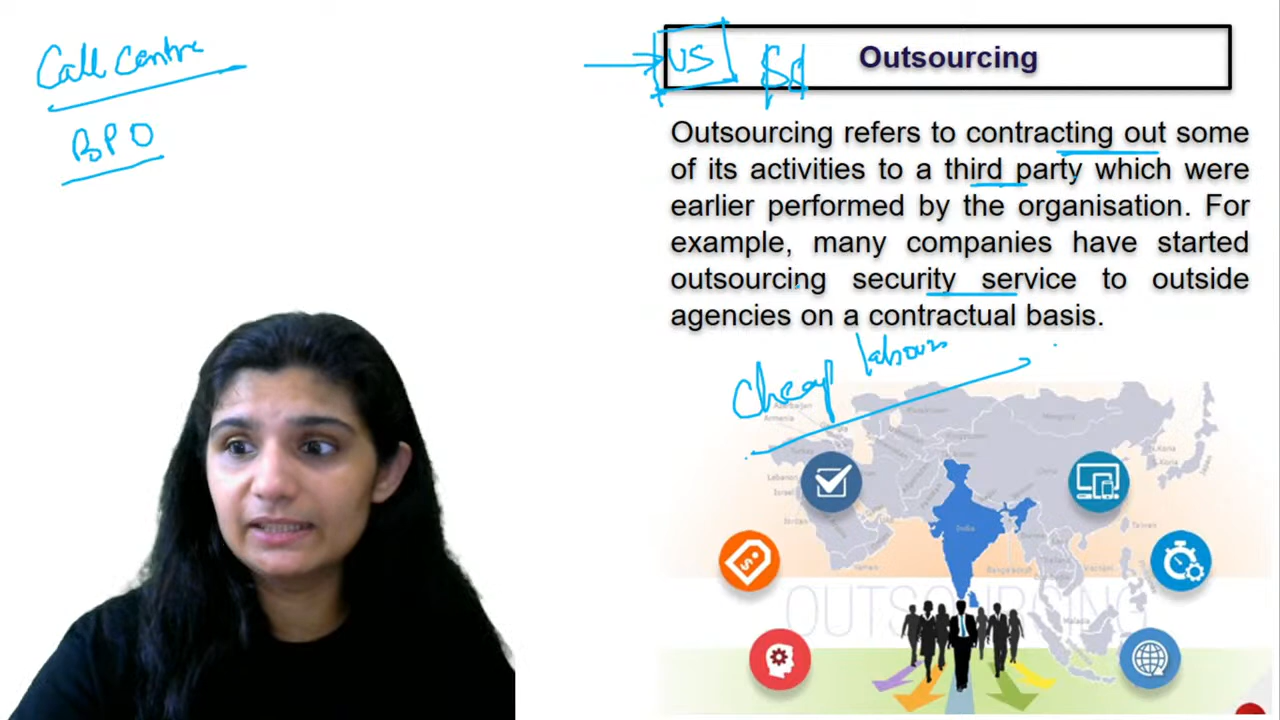 Call Centre
BPO
US
Outsourcing
Outsourcing refers to contracting out some
of its activities to a third party which were
earlier performed by the organisation. For
example, many companies have started
outsourcing security service to outside
agencies on a contractual basis.
cheap labour
India
OUTSOURCING